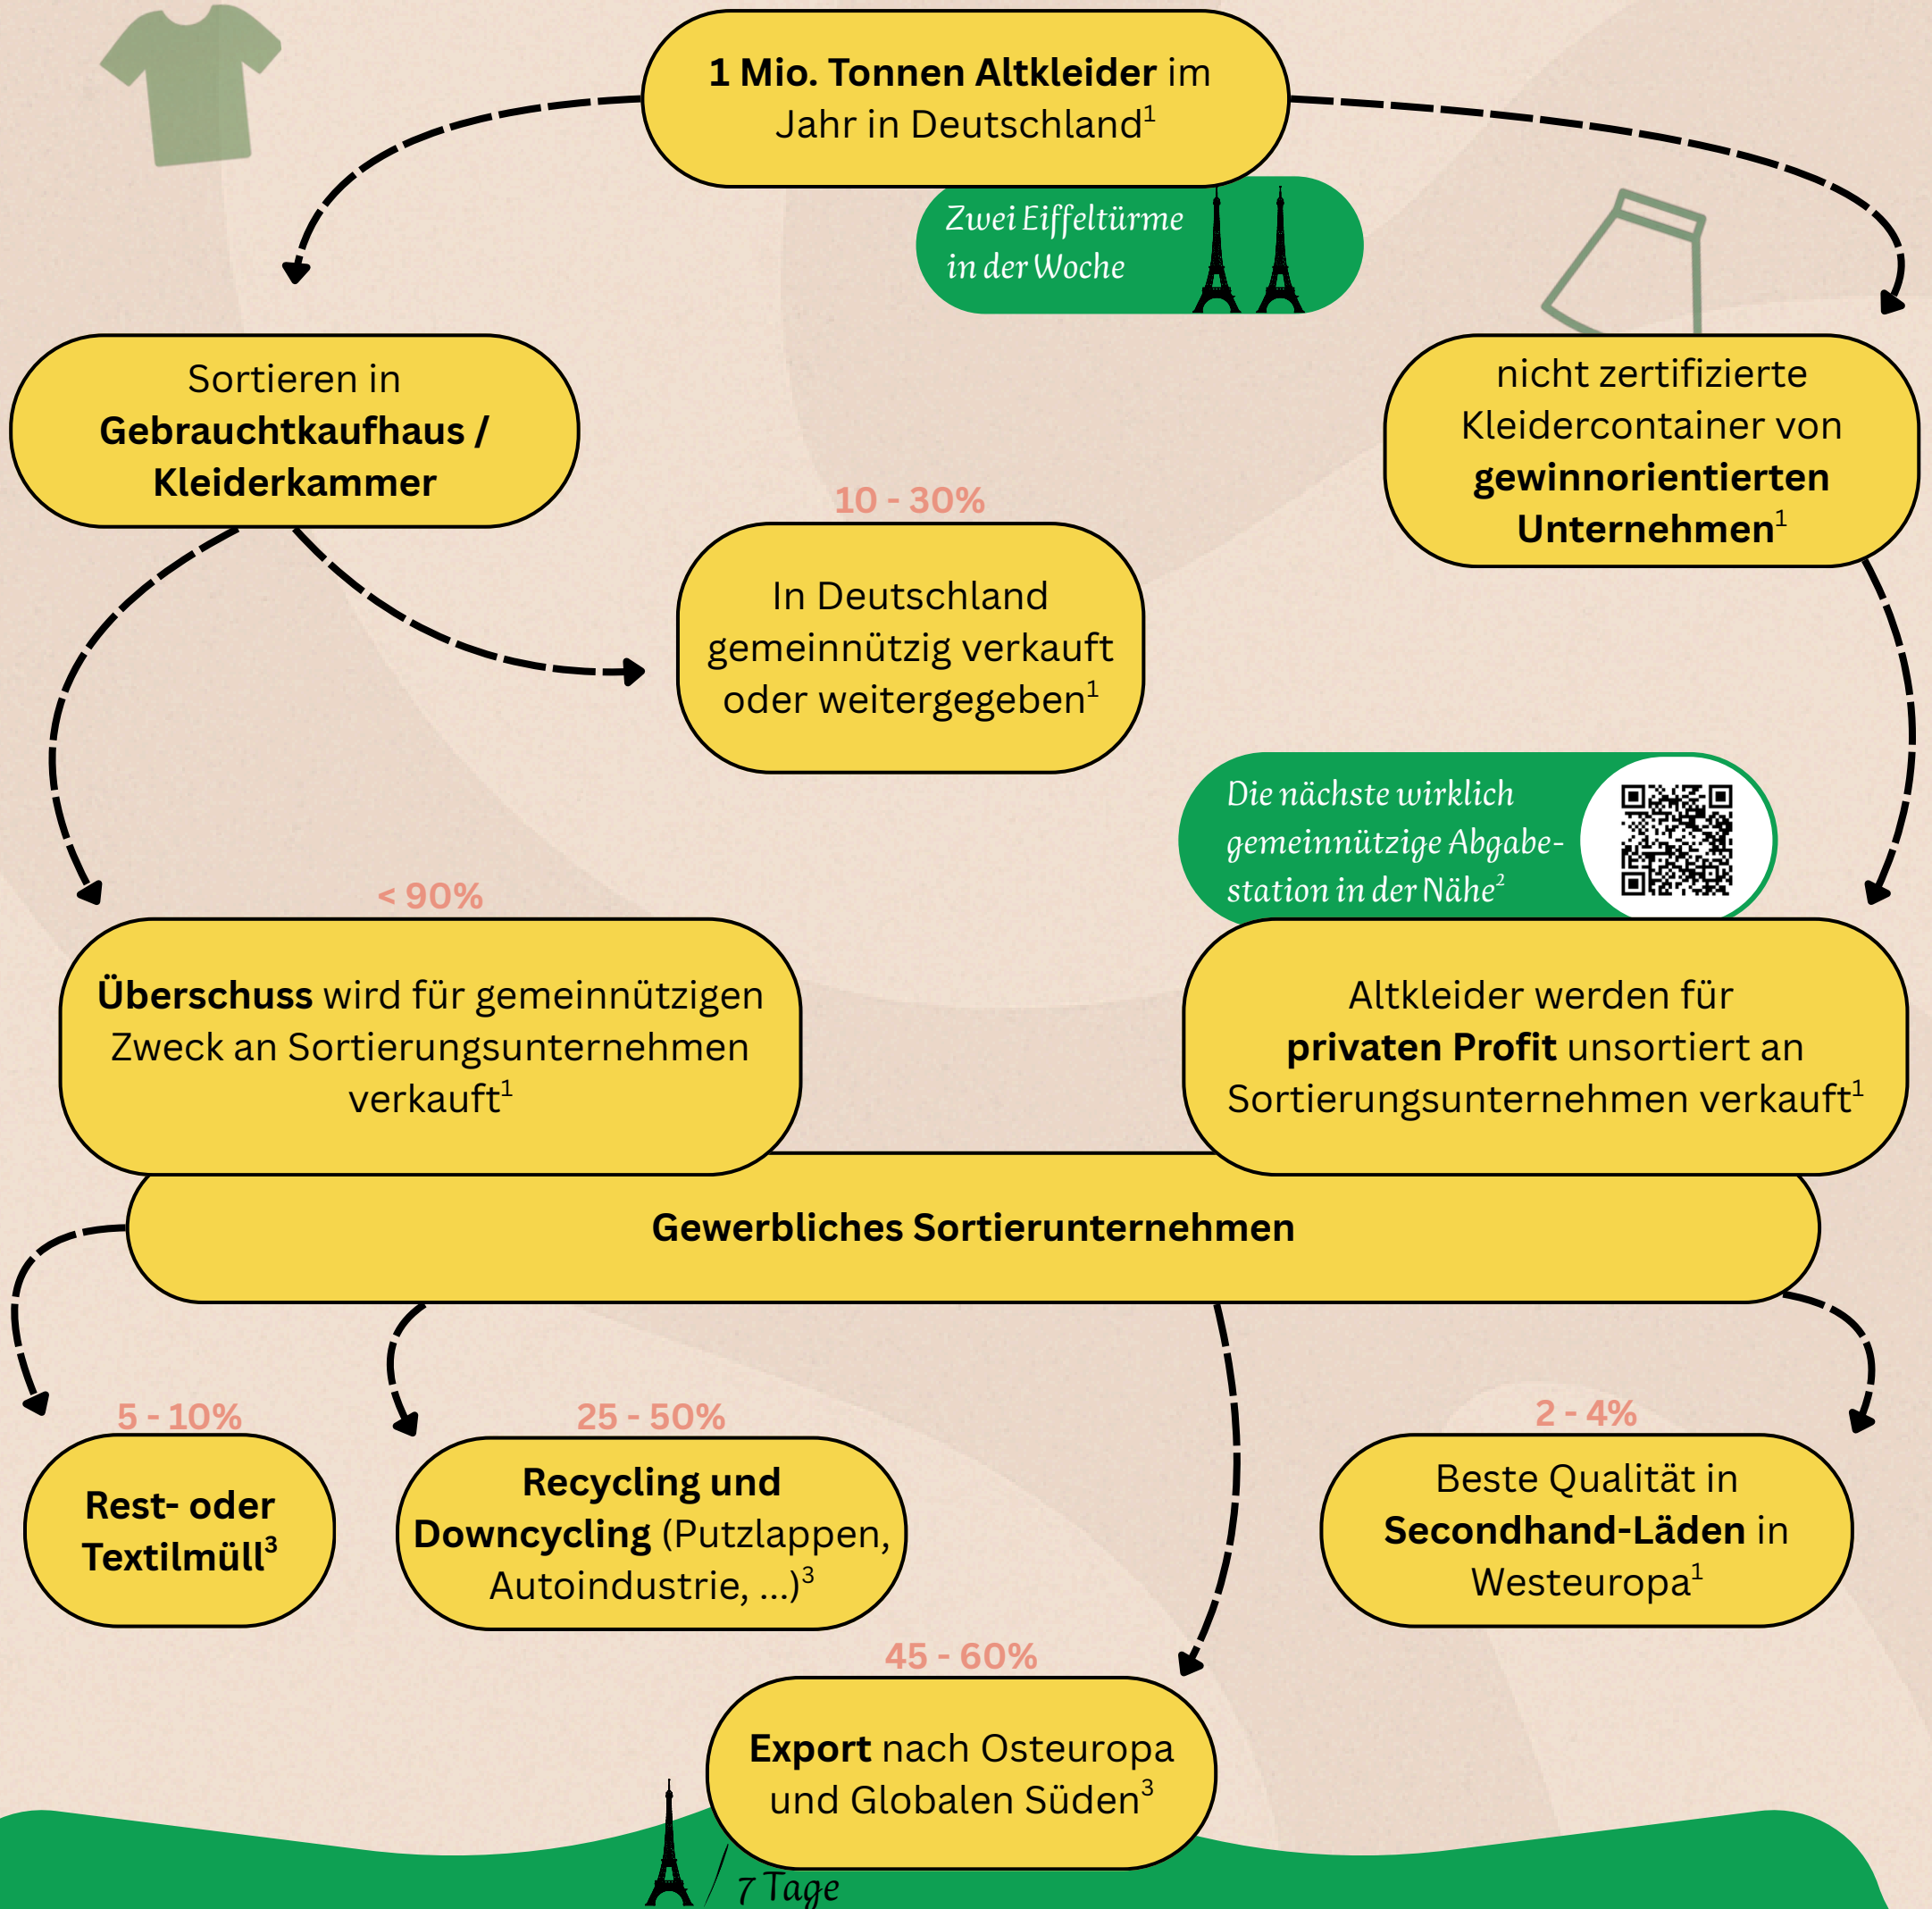 1 Mio. Tonnen Altkleider im
Jahr in Deutschland¹
Zwei Eiffeltürme
in der Woche
Sortieren in
Gebrauchtkaufhaus /
Kleiderkammer
nicht zertifizierte
Kleidercontainer von
gewinnorientierten
Unternehmen¹
10 - 30%
In Deutschland
gemeinnützig verkauft
oder weitergegeben¹
Die nächste wirklich
gemeinnützige Abgabe-
station in der Nähe²
< 90%
Überschuss wird für gemeinnützigen
Zweck an Sortierungsunternehmen
verkauft¹
Altkleider werden für
privaten Profit unsortiert an
Sortierungsunternehmen verkauft¹
Gewerbliches Sortierunternehmen
5 - 10%
Rest- oder
Textilmüll³
25 - 50%
Recycling und
Downcycling (Putzlappen,
Autoindustrie, ...)³
2 - 4%
Beste Qualität in
Secondhand-Läden in
Westeuropa¹
45 - 60%
Export nach Osteuropa
und Globalen Süden³
/ 7 Tage